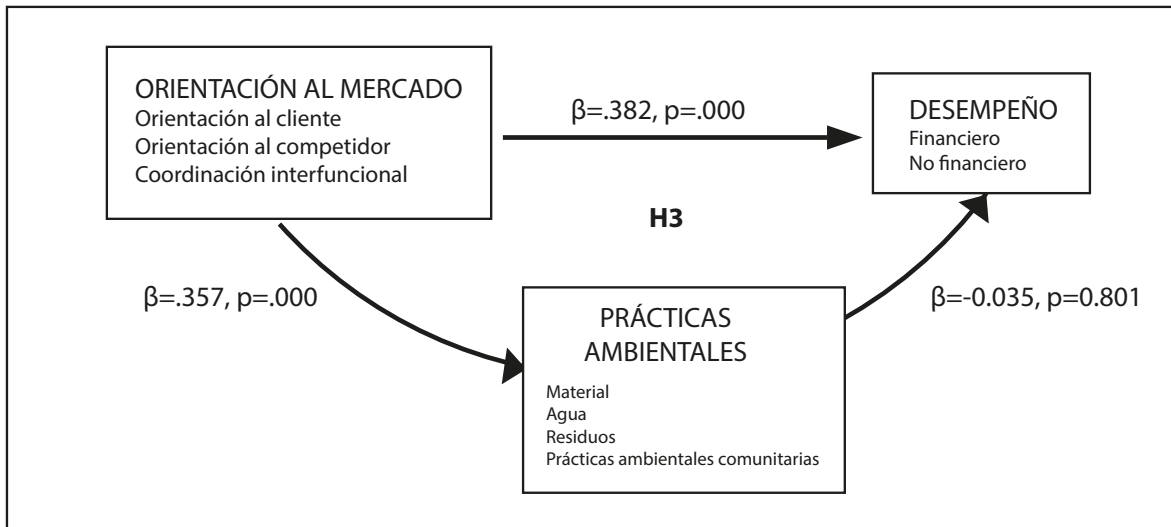 ORIENTACIÓN AL MERCADO
Orientación al cliente
Orientación al competidor
Coordinación interfuncional
β=.382, p=.000
DESEMPEÑO
Financiero
No financiero
H3
β=.357, p=.000
β=-0.035, p=0.801
PRÁCTICAS
AMBIENTALES
Material
Agua
Residuos
Prácticas ambientales comunitarias